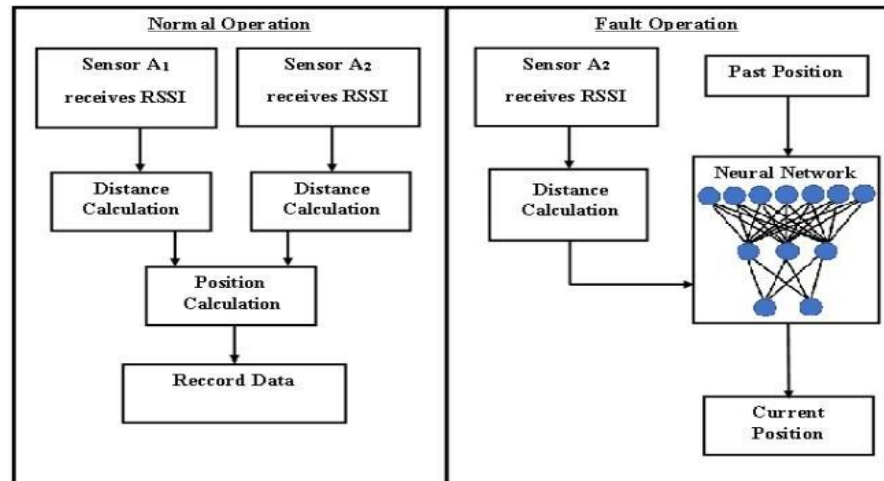 Normal Operation
Sensor A₁
receives RSSI
Sensor A₂
receives RSSI
Distance
Calculation
Distance
Calculation
Position
Calculation
Reccord Data
Fault Operation
Sensor A₂
receives RSSI
Past Position
Distance
Calculation
Neural Network
Current
Position